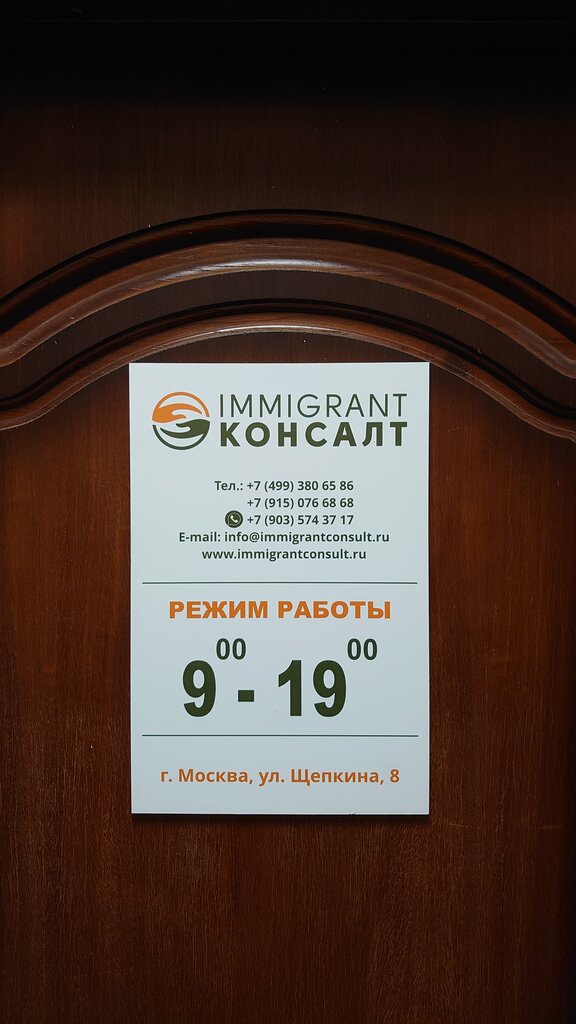 IMMIGRANT
КОНСАЛТ
Тел.: +7 (499) 380 65 86
+7 (915) 076 68 68
+7 (903) 574 37 17
E-mail: info@immigrantconsult.ru
www.immigrantconsult.ru
РЕЖИМ РАБОТЫ
9 00 - 19 00
г. Москва, ул. Щепкина, 8